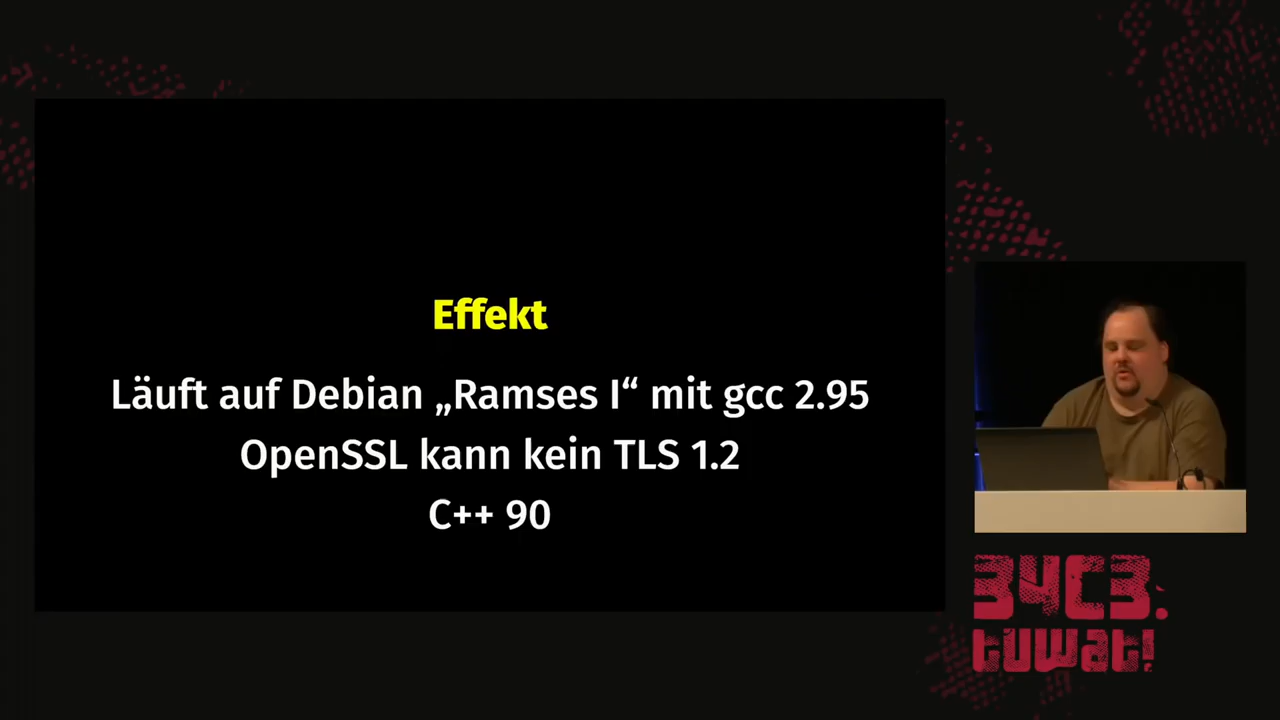 Effekt
Läuft auf Debian „Ramses I“ mit gcc 2.95
OpenSSL kann kein TLS 1.2
C++ 90
34C3.
tuwat!